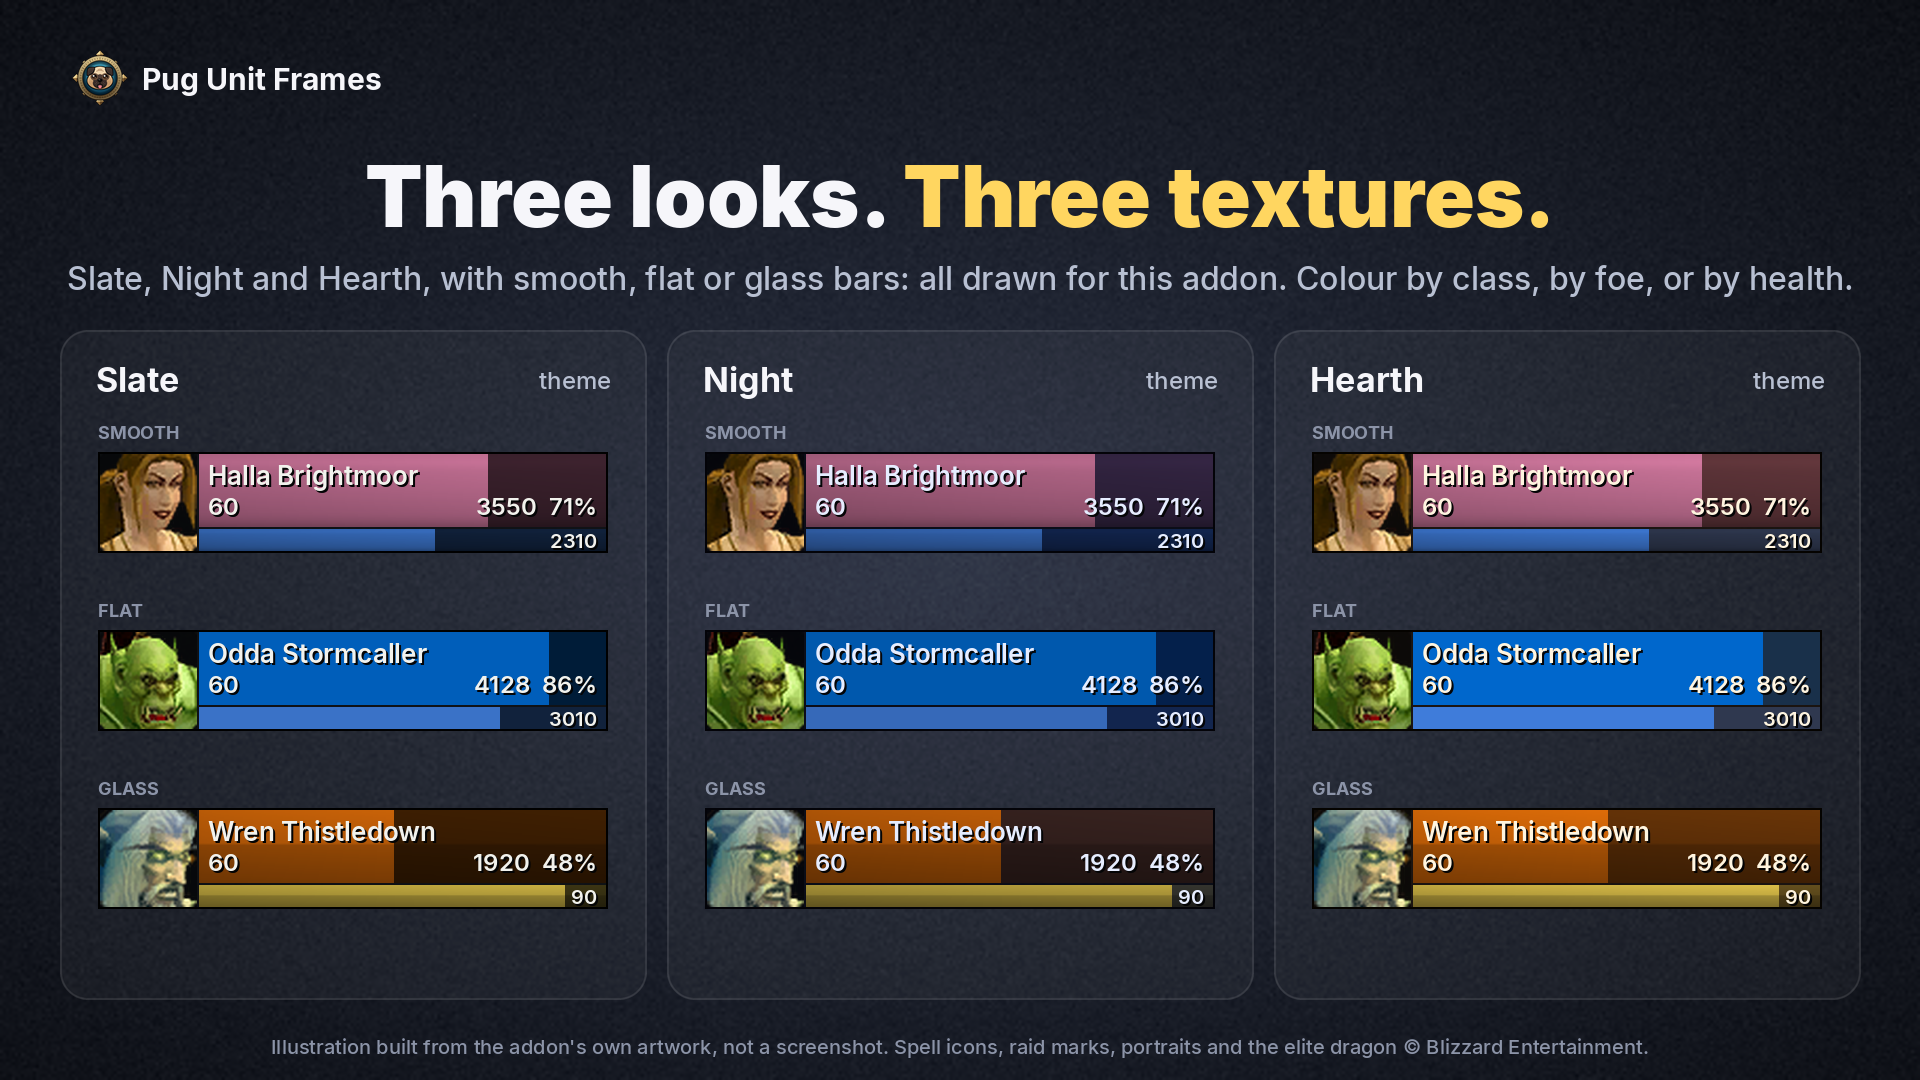 Pug Unit Frames
Three looks. Three textures.
Slate, Night and Hearth, with smooth, flat or glass bars: all drawn for this addon. Colour by class, by foe, or by health.
Slate theme
SMOOTH
Halla Brightmoor
60 3550 71%
2310
FLAT
Odda Stormcaller
60 4128 86%
3010
GLASS
Wren Thistledown
60 1920 48%
90
Night theme
SMOOTH
Halla Brightmoor
60 3550 71%
2310
FLAT
Odda Stormcaller
60 4128 86%
3010
GLASS
Wren Thistledown
60 1920 48%
90
Hearth theme
SMOOTH
Halla Brightmoor
60 3550 71%
2310
FLAT
Odda Stormcaller
60 4128 86%
3010
GLASS
Wren Thistledown
60 1920 48%
90
Illustration built from the addon's own artwork, not a screenshot. Spell icons, raid marks, portraits and the elite dragon © Blizzard Entertainment.